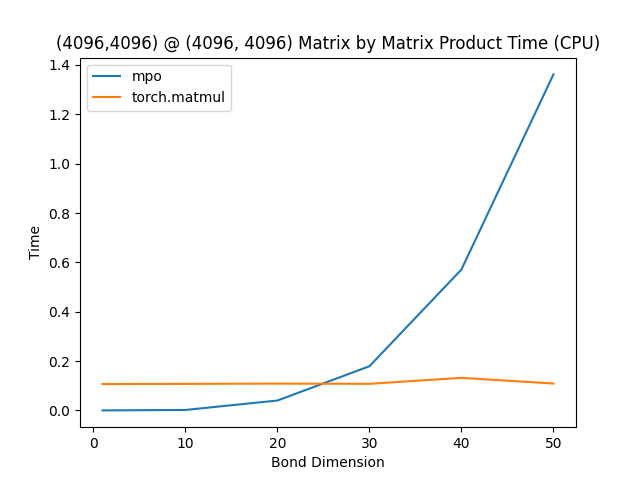 (4096,4096) @ (4096, 4096) Matrix by Matrix Product Time (CPU)
mpo
torch.matmul
1.4
1.2
1.0
0.8
0.6
0.4
0.2
0.0
Time
0 10 20 30 40 50
Bond Dimension